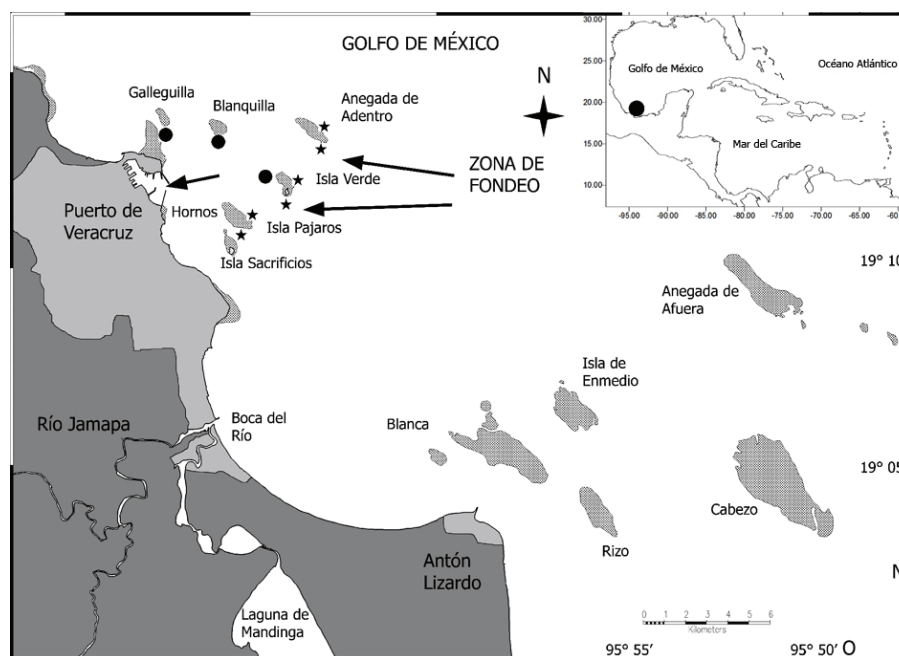 GOLFO DE MÉXICO
N
Galleguilla
Blanquilla
Anegada de
Adentro
ZONA DE
FONDEO
Isla Verde
Puerto de
Veracruz
Hornos
Isla Pajaros
Isla Sacrificios
30.00
25.00
20.00
15.00
10.00
Golfo de México
Océano Atlántico
Mar del Caribe
-95.00
-90.00
-85.00
-80.00
-75.00
-70.00
-65.00
-60
19° 10
Anegada de
Afuera
Isla de
Enmedio
Río Jamapa
Boca del
Río
Blanca
19° 05
Cabezo
Rizo
Antón
Lizardo
N
Laguna de
Mandinga
0 1 2 3 4 5 6
Kilometers
95° 55'
95° 50' O